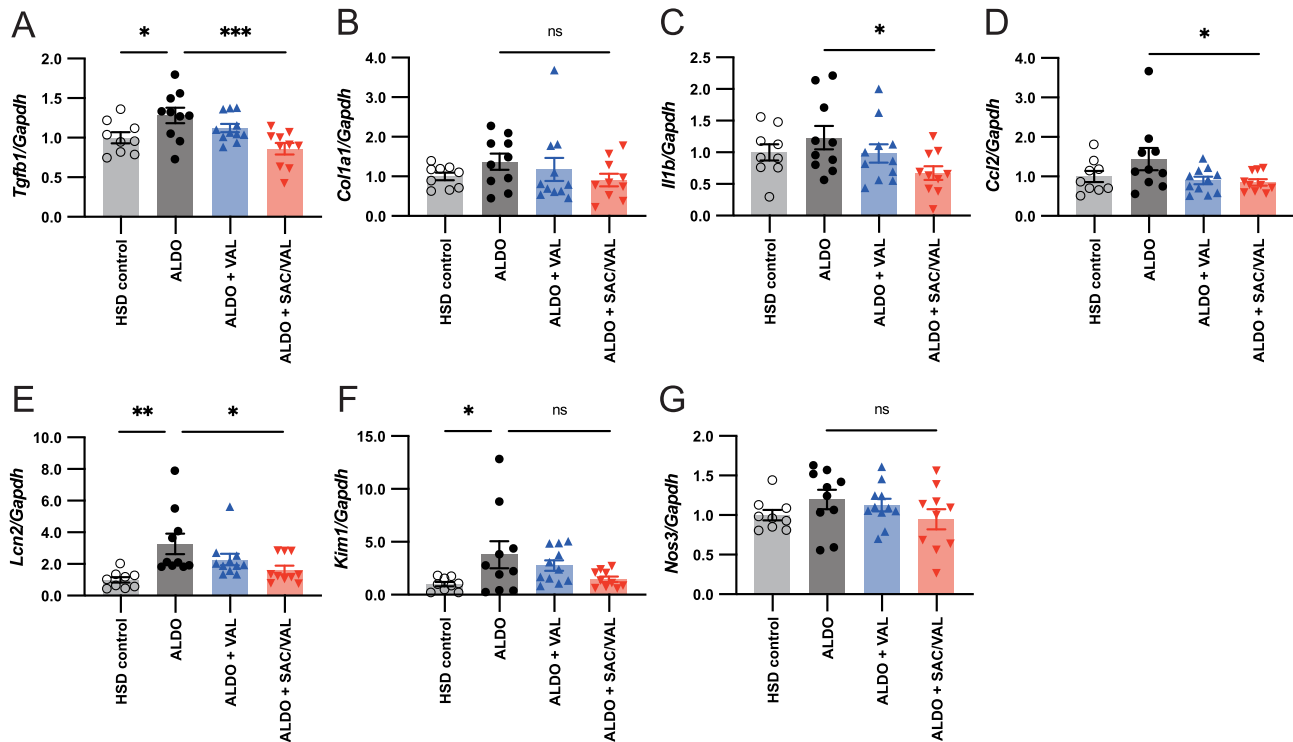 A
Tgfb1/Gapdh
* ***
2.0
1.5
1.0
0.5
0.0
HSD control
ALDO
ALDO + VAL
ALDO + SAC/VAL
B
Col1a1/Gapdh
ns
4.0
3.0
2.0
1.0
0.0
HSD control
ALDO
ALDO + VAL
ALDO + SAC/VAL
C
Il1b/Gapdh
*
2.5
2.0
1.5
1.0
0.5
0.0
HSD control
ALDO
ALDO + VAL
ALDO + SAC/VAL
D
Ccl2/Gapdh
*
4.0
3.0
2.0
1.0
0.0
HSD control
ALDO
ALDO + VAL
ALDO + SAC/VAL
E
Lcn2/Gapdh
** *
10.0
8.0
6.0
4.0
2.0
0.0
HSD control
ALDO
ALDO + VAL
ALDO + SAC/VAL
F
Kim1/Gapdh
* ns
15.0
10.0
5.0
0.0
HSD control
ALDO
ALDO + VAL
ALDO + SAC/VAL
G
Nos3/Gapdh
ns
2.0
1.5
1.0
0.5
0.0
HSD control
ALDO
ALDO + VAL
ALDO + SAC/VAL